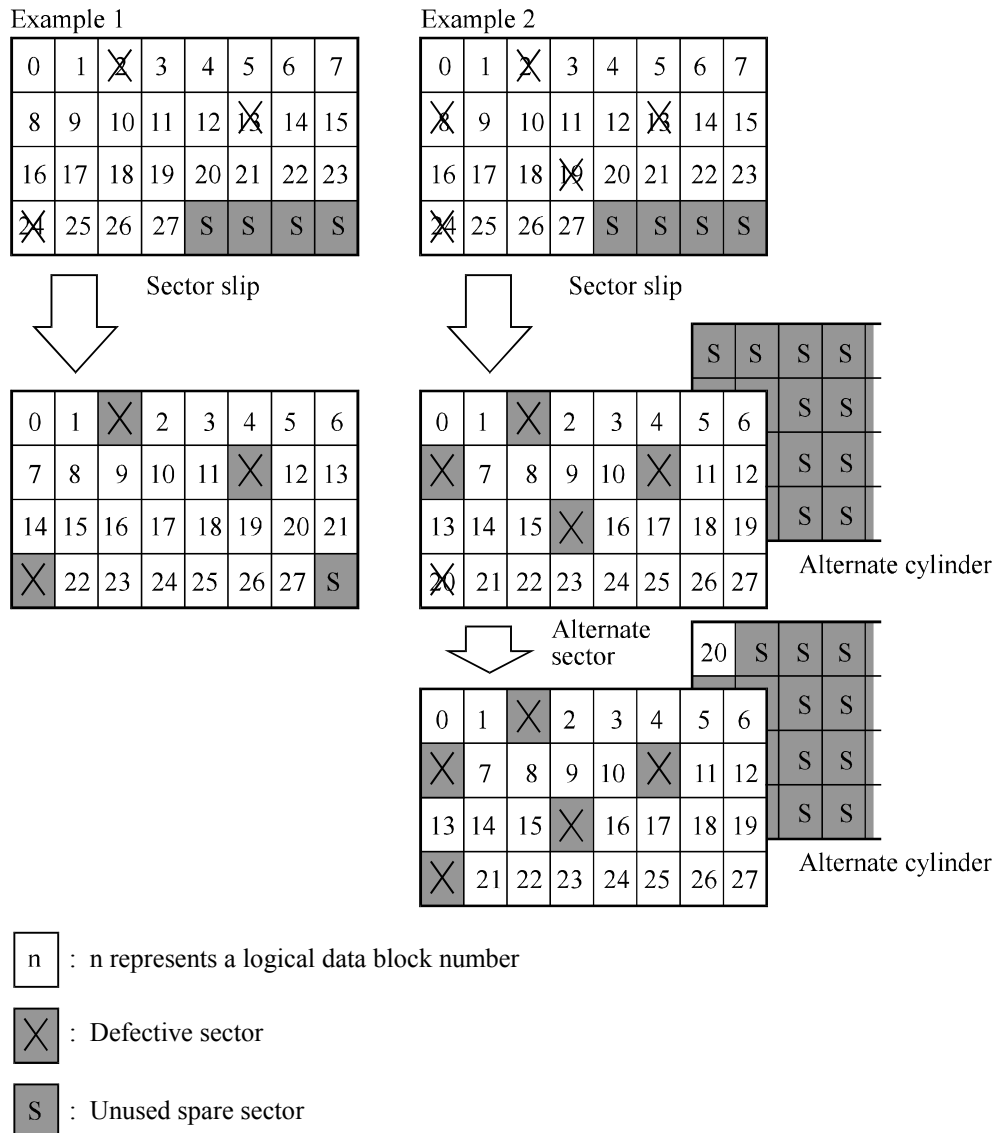 Example 1
0 1 2 3 4 5 6 7
8 9 10 11 12 13 14 15
16 17 18 19 20 21 22 23
24 25 26 27 S S S S
Sector slip
0 1 2 3 4 5 6
7 8 9 10 11 12 13
14 15 16 17 18 19 20 21
22 23 24 25 26 27 S
Example 2
0 1 2 3 4 5 6 7
8 9 10 11 12 13 14 15
16 17 18 19 20 21 22 23
24 25 26 27 S S S S
Sector slip
S S S S
S S
S S
S S
Alternate cylinder
0 1 2 3 4 5 6
7 8 9 10 11 12
13 14 15 16 17 18 19
20 21 22 23 24 25 26 27
Alternate
sector
20 S S S
S S
S S
S S
Alternate cylinder
0 1 2 3 4 5 6
7 8 9 10 11 12
13 14 15 16 17 18 19
21 22 23 24 25 26 27
n : n represents a logical data block number
: Defective sector
S : Unused spare sector